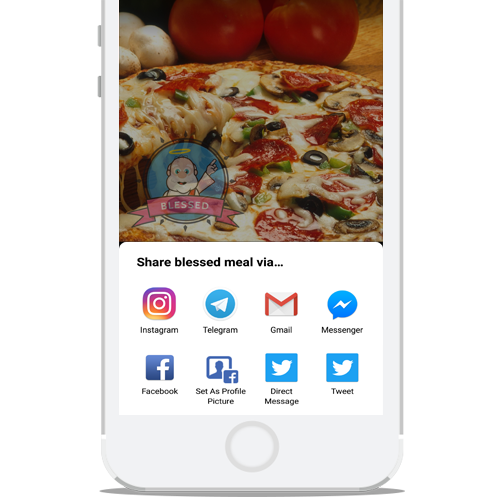 BLESSED
Share blessed meal via...
Instagram
Telegram
Gmail
Messenger
Facebook
Set As Profile
Picture
Direct
Message
Tweet